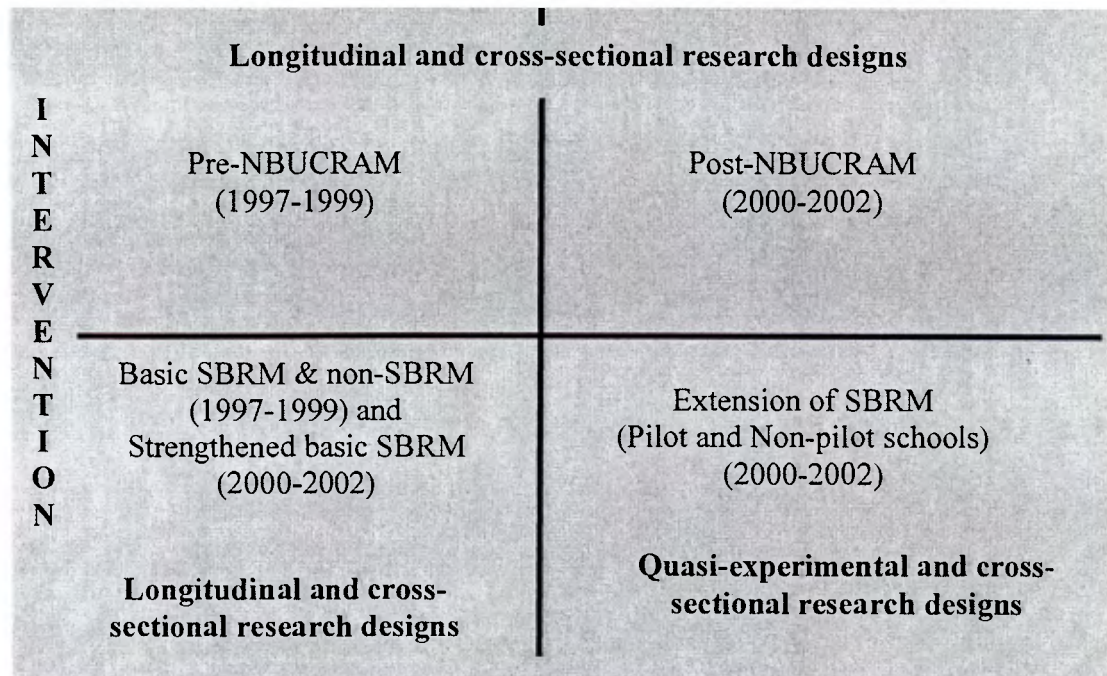 Longitudinal and cross-sectional research designs
INTERVENTION
Pre-NBUCRAM
(1997-1999)
Post-NBUCRAM
(2000-2002)
Basic SBRM & non-SBRM
(1997-1999) and
Strengthened basic SBRM
(2000-2002)
Longitudinal and cross-
sectional research designs
Extension of SBRM
(Pilot and Non-pilot schools)
(2000-2002)
Quasi-experimental and cross-
sectional research designs